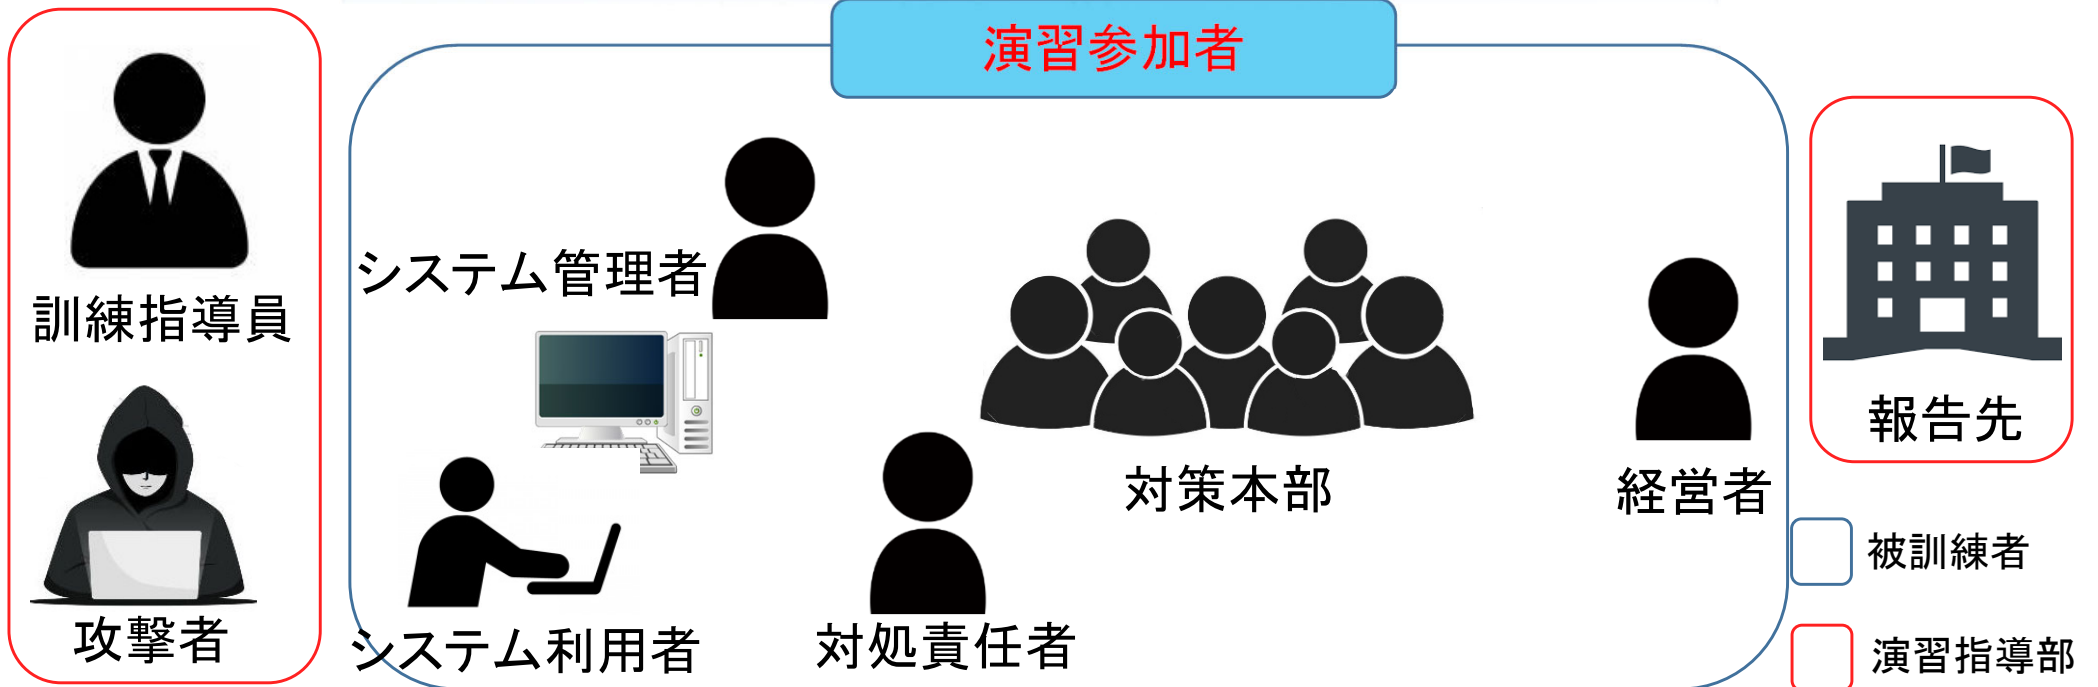 演習参加者
訓練指導員
攻撃者
システム管理者
システム利用者
対処責任者
対策本部
経営者
報告先
被訓練者
演習指導部